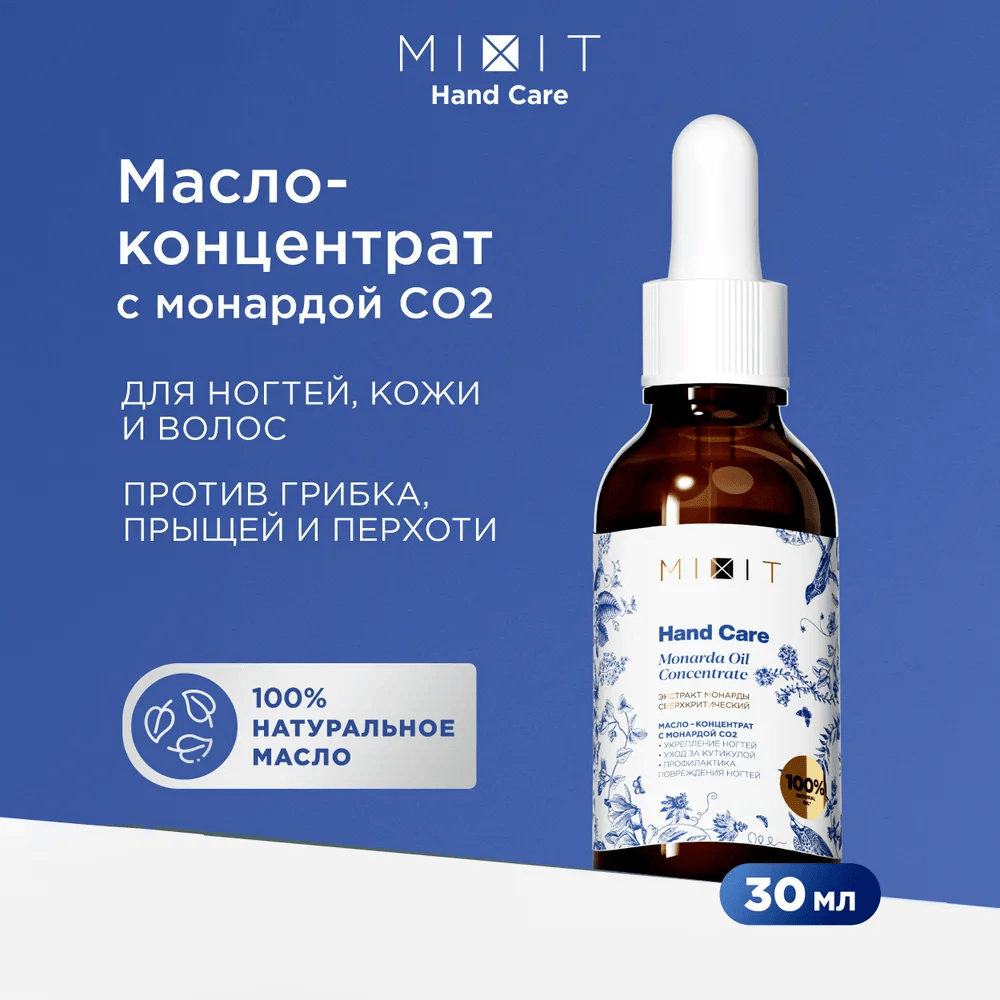 MIXIT
Hand Care
Масло-
концентрат
с монардой СО2
ДЛЯ НОГТЕЙ, КОЖИ
И ВОЛОС
ПРОТИВ ГРИБКА,
ПРЫЩЕЙ И ПЕРХОТИ
100%
НАТУРАЛЬНОЕ
МАСЛО
MIXIT
Hand Care
Monarda Oil
Concentrate
ЭКСТРАКТ МОНАРДЫ
СВЕРХКРИТИЧЕСКИЙ
МАСЛО-КОНЦЕНТРАТ
С МОНАРДОЙ СО2
• УКРЕПЛЕНИЕ НОГТЕЙ
• УХОД ЗА КУТИКУЛОЙ
• ПРОФИЛАКТИКА
ПОВРЕЖДЕНИЯ НОГТЕЙ
100%
NATURAL
OIL*
30 мл